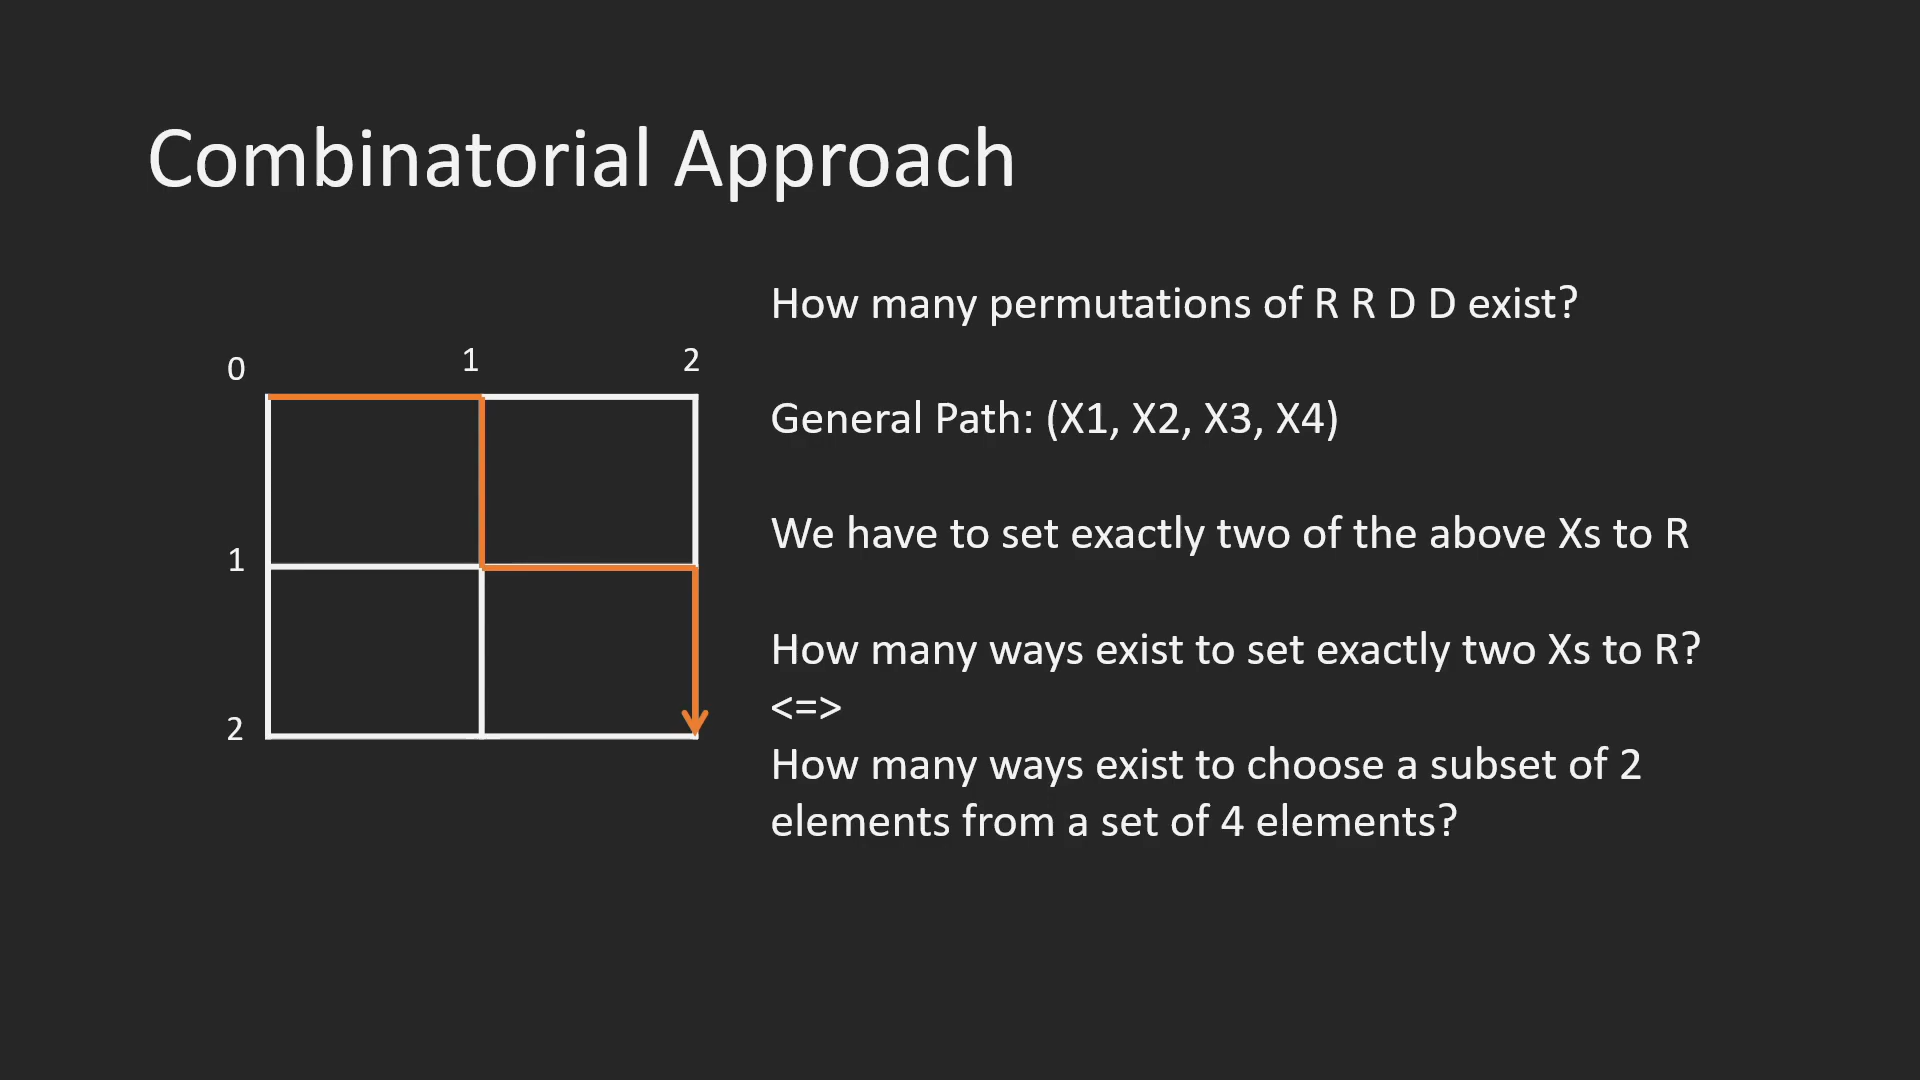 Combinatorial Approach
How many permutations of R R D D exist?
0 1 2
General Path: (X1, X2, X3, X4)
We have to set exactly two of the above Xs to R
1
How many ways exist to set exactly two Xs to R?
<=>
2
How many ways exist to choose a subset of 2
elements from a set of 4 elements?